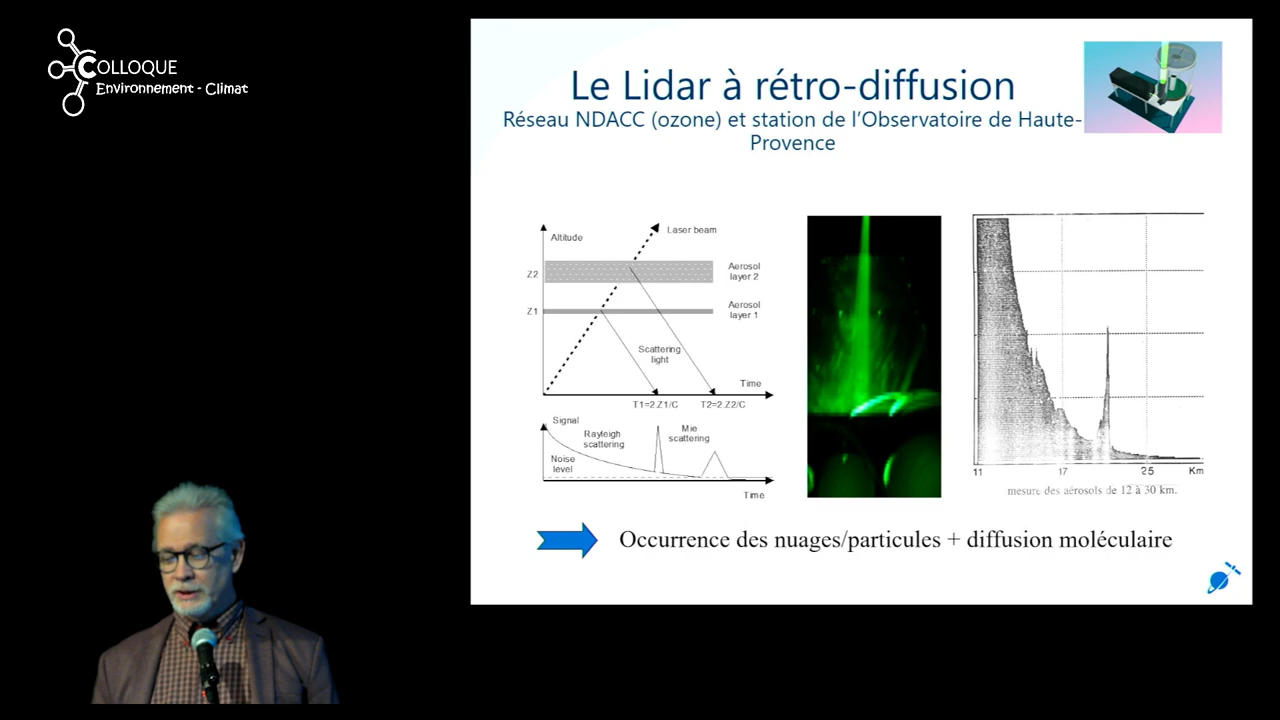 COLLOQUE
Environnement - Climat
Le Lidar à rétro-diffusion
Réseau NDACC (ozone) et station de l'Observatoire de Haute-
Provence
Altitude
Laser beam
Z2
Aerosol
layer 2
Z1
Aerosol
layer 1
Scattering
light
Time
T1=2.Z1/C
T2=2.Z2/C
Signal
Rayleigh
scattering
Mie
scattering
Noise
level
Time
11
17
25
Km
mesure des aérosols de 12 à 30 km.
Occurrence des nuages/particules + diffusion moléculaire